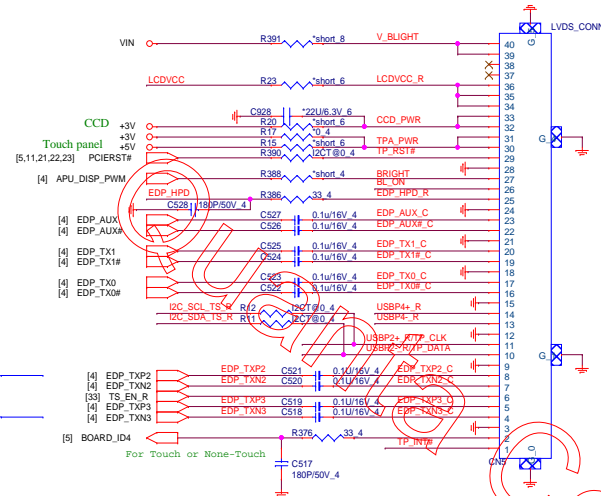 LVDS_CONN
G_
VIN R391 *short_8 V_BLIGHT 40
39
38
37
LCDVCC R23 *short_6 LCDVCC_R 36
35
34
C928 *22U/6.3V_6 33
CCD +3V R20 *short_6 CCD_PWR 32
+3V R17 *0_4 31
Touch panel +5V R15 *short_6 TPA_PWR 30
[5,11,21,22,23] PCIERST# R390 I2CT@0_4 TP_RST# 29
28
[4] APU_DISP_PWM R388 *short_4 BRIGHT 27
BL_ON 26
EDP_HPD R386 33_4 EDP_HPD_R 25
C528 180P/50V_4 24
[4] EDP_AUX C527 0.1u/16V_4 EDP_AUX_C 23
[4] EDP_AUX# C526 0.1u/16V_4 EDP_AUX#_C 22
21
[4] EDP_TX1 C525 0.1u/16V_4 EDP_TX1_C 20
[4] EDP_TX1# C524 0.1u/16V_4 EDP_TX1#_C 19
18
[4] EDP_TX0 C523 0.1u/16V_4 EDP_TX0_C 17
[4] EDP_TX0# C522 0.1u/16V_4 EDP_TX0#_C 16
15
I2C_SCL_TS_R R12 I2CT@0_4 USBP4+_R 14
I2C_SDA_TS_R R11 I2CT@0_4 USBP4-_R 13
12
USBP2+_R/TP_CLK 11
USBP2-_R/TP_DATA 10
G_
9
[4] EDP_TXP2 EDP_TXP2 C521 0.1U/16V_4 EDP_TXP2_C 8
[4] EDP_TXN2 EDP_TXN2 C520 0.1U/16V_4 EDP_TXN2_C 7
[33] TS_EN_R 6
[4] EDP_TXP3 EDP_TXP3 C519 0.1U/16V_4 EDP_TXP3_C 5
[4] EDP_TXN3 EDP_TXN3 C518 0.1U/16V_4 EDP_TXN3_C 4
3
[5] BOARD_ID4 R376 33_4 2
TP_INT# 1
For Touch or None-Touch
CN5
G_0
C517
180P/50V_4